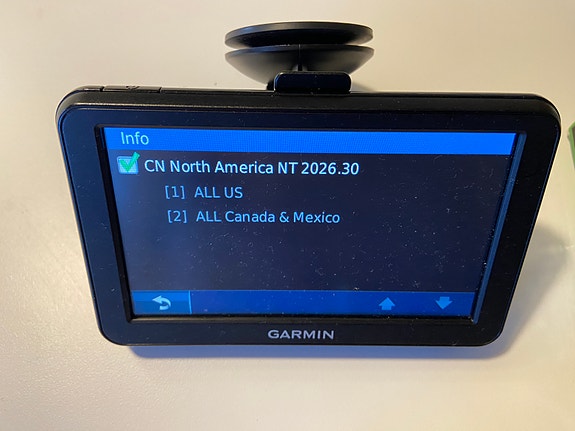 Info
CN North America NT 2026.30
[1] ALL US
[2] ALL Canada & Mexico
GARMIN